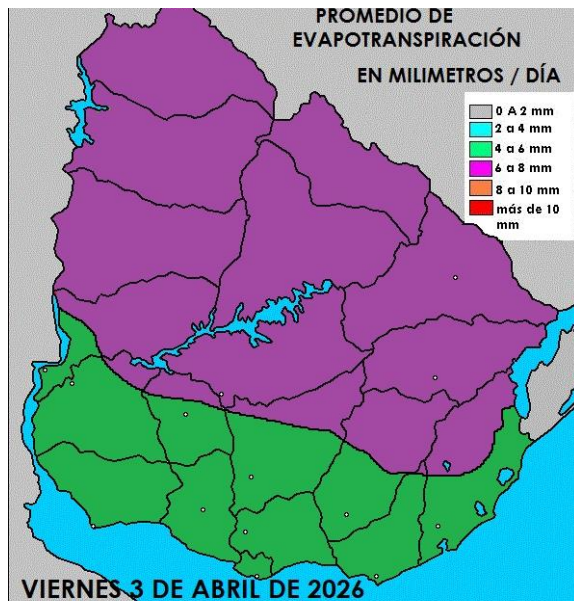 PROMEDIO DE
EVAPOTRANSPIRACIÓN
EN MILIMETROS / DÍA
0 A 2 mm
2 a 4 mm
4 a 6 mm
6 a 8 mm
8 a 10 mm
más de 10
mm
VIERNES 3 DE ABRIL DE 2026